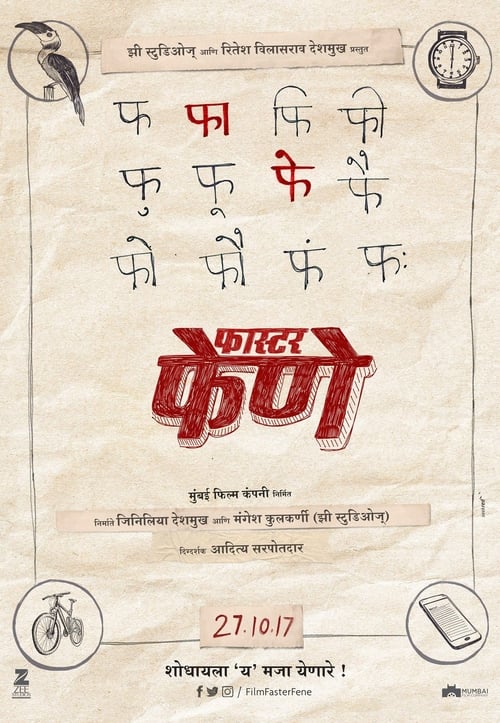 झी स्टुडिओज् आणि रितेश विलासराव देशमुख प्रस्तुत
फ फा फि फी
फु फू फे फै
फो फौ फं फः
फास्टर
फेणे
मुंबई फिल्म कंपनी निर्मित
निर्माते जिनिलिया देशमुख आणि मंगेश कुलकर्णी (झी स्टुडिओज्)
दिग्दर्शक आदित्य सरपोतदार
27.10.17
शोधायला ‘य’ मजा येणारे !
/ FilmFasterFene
ZEE
MUMBAI